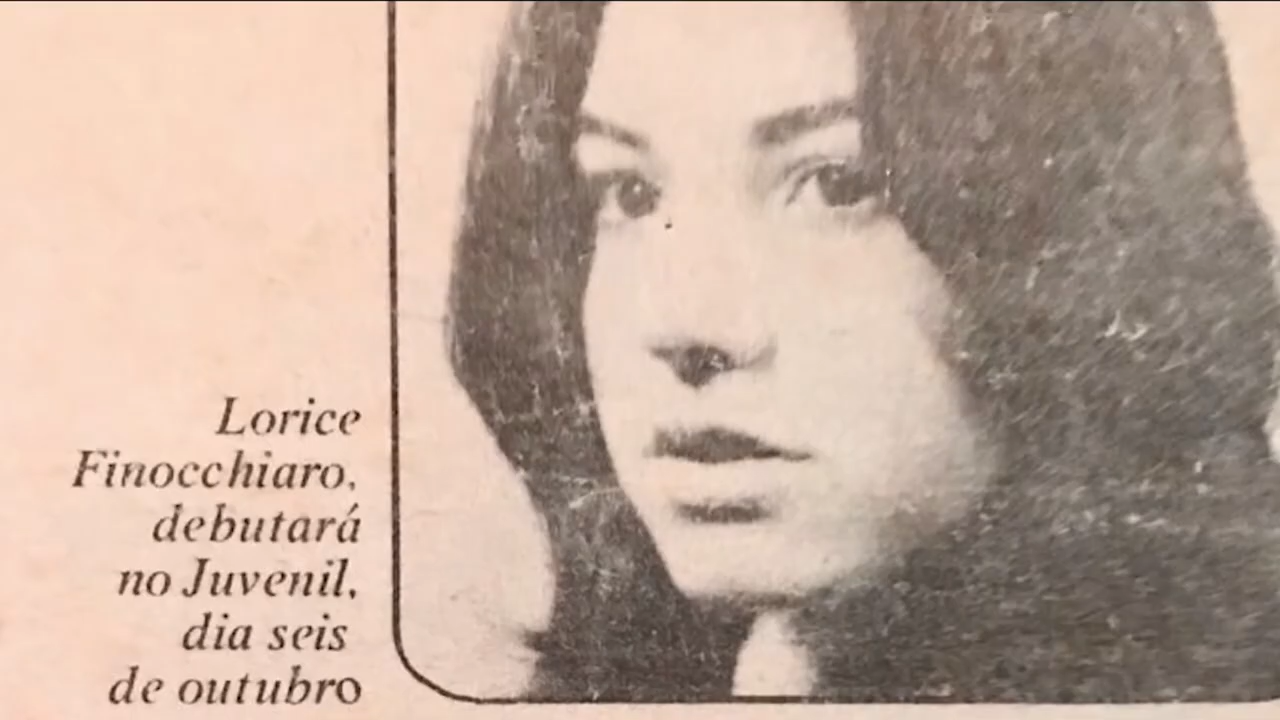 Lorice
Finocchiaro,
debutará
no Juvenil,
dia seis
de outubro